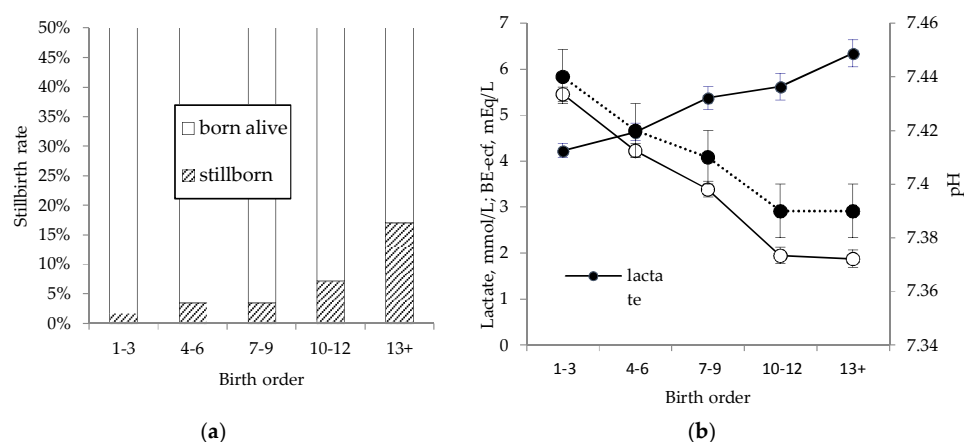 50%
45%
40%
35%
30%
25%
20%
15%
10%
5%
0%
Stillbirth rate
born alive
stillborn
1-3 4-6 7-9 10-12 13+
Birth order
(a)
7
6
5
4
3
2
1
0
Lactate, mmol/L; BE-ecf, mEq/L
lacta
te
1-3 4-6 7-9 10-12 13+
Birth order
7.46
7.44
7.42
7.4
7.38
7.36
7.34
pH
(b)